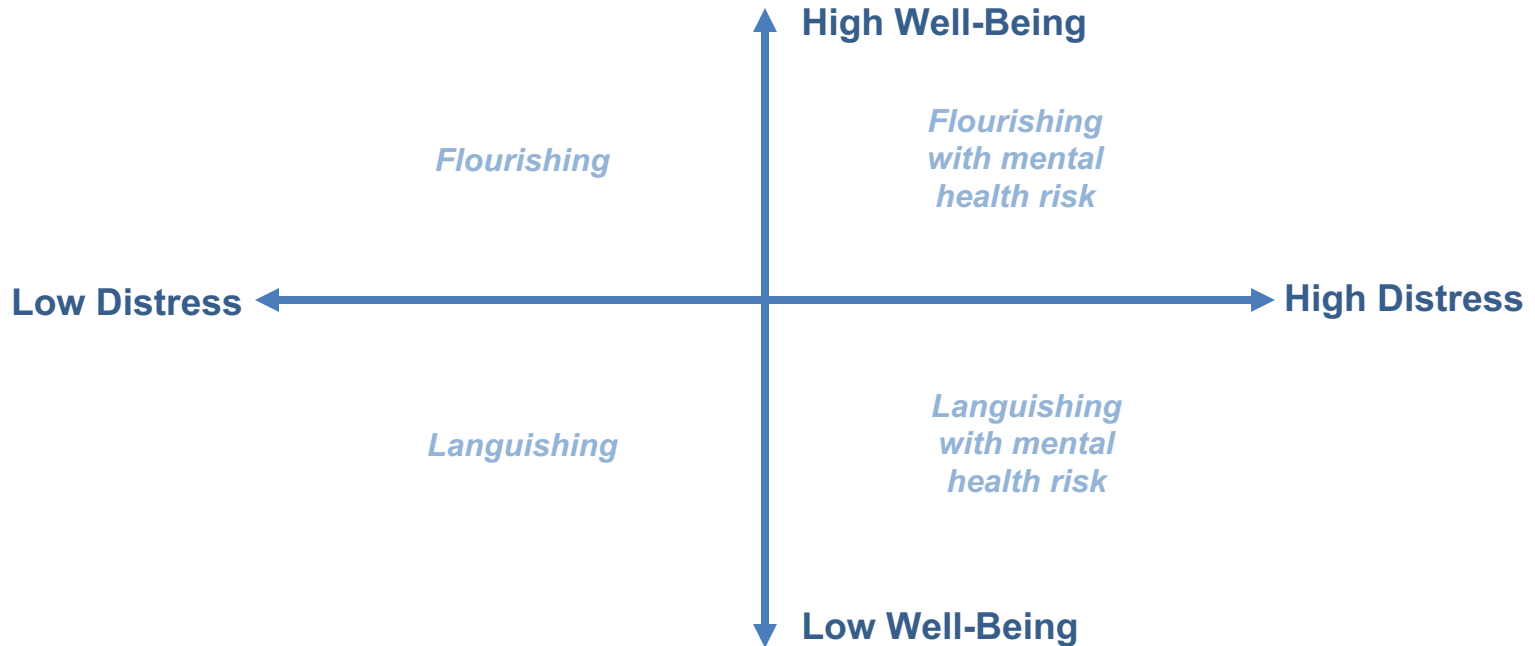 High Well-Being
Flourishing
Flourishing
with mental
health risk
Low Distress
High Distress
Languishing
Languishing
with mental
health risk
Low Well-Being